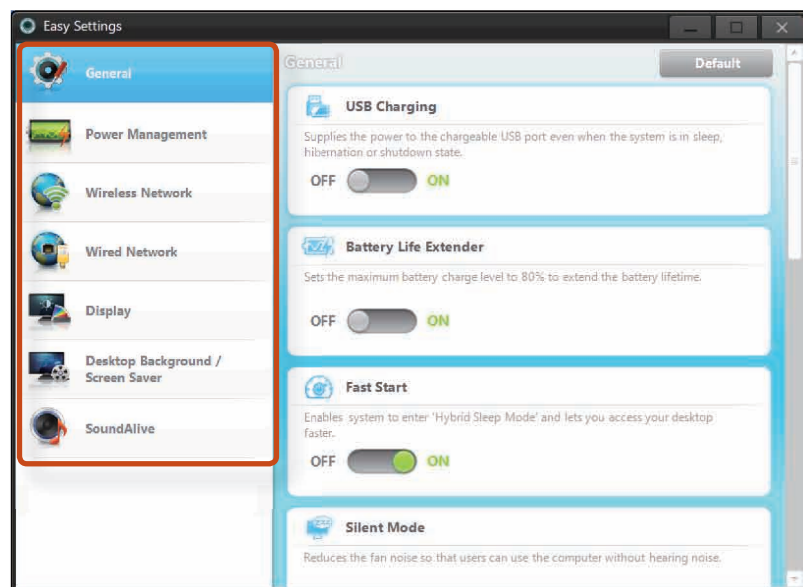 Easy Settings
General
Power Management
Wireless Network
Wired Network
Display
Desktop Background /
Screen Saver
SoundAlive
General
Default
USB Charging
Supplies the power to the chargeable USB port even when the system is in sleep,
hibernation or shutdown state.
OFF ON
Battery Life Extender
Sets the maximum battery charge level to 80% to extend the battery lifetime.
OFF ON
Fast Start
Enables system to enter 'Hybrid Sleep Mode' and lets you access your desktop
faster.
OFF ON
Silent Mode
Reduces the fan noise so that users can use the computer without hearing noise.